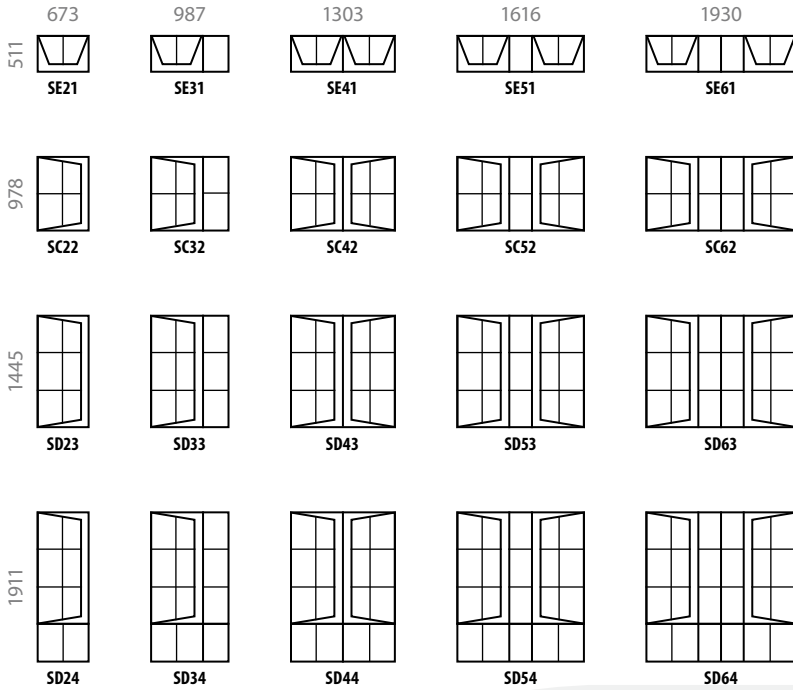 673 987 1303 1616 1930
511
SE21 SE31 SE41 SE51 SE61
978
SC22 SC32 SC42 SC52 SC62
1445
SD23 SD33 SD43 SD53 SD63
1911
SD24 SD34 SD44 SD54 SD64